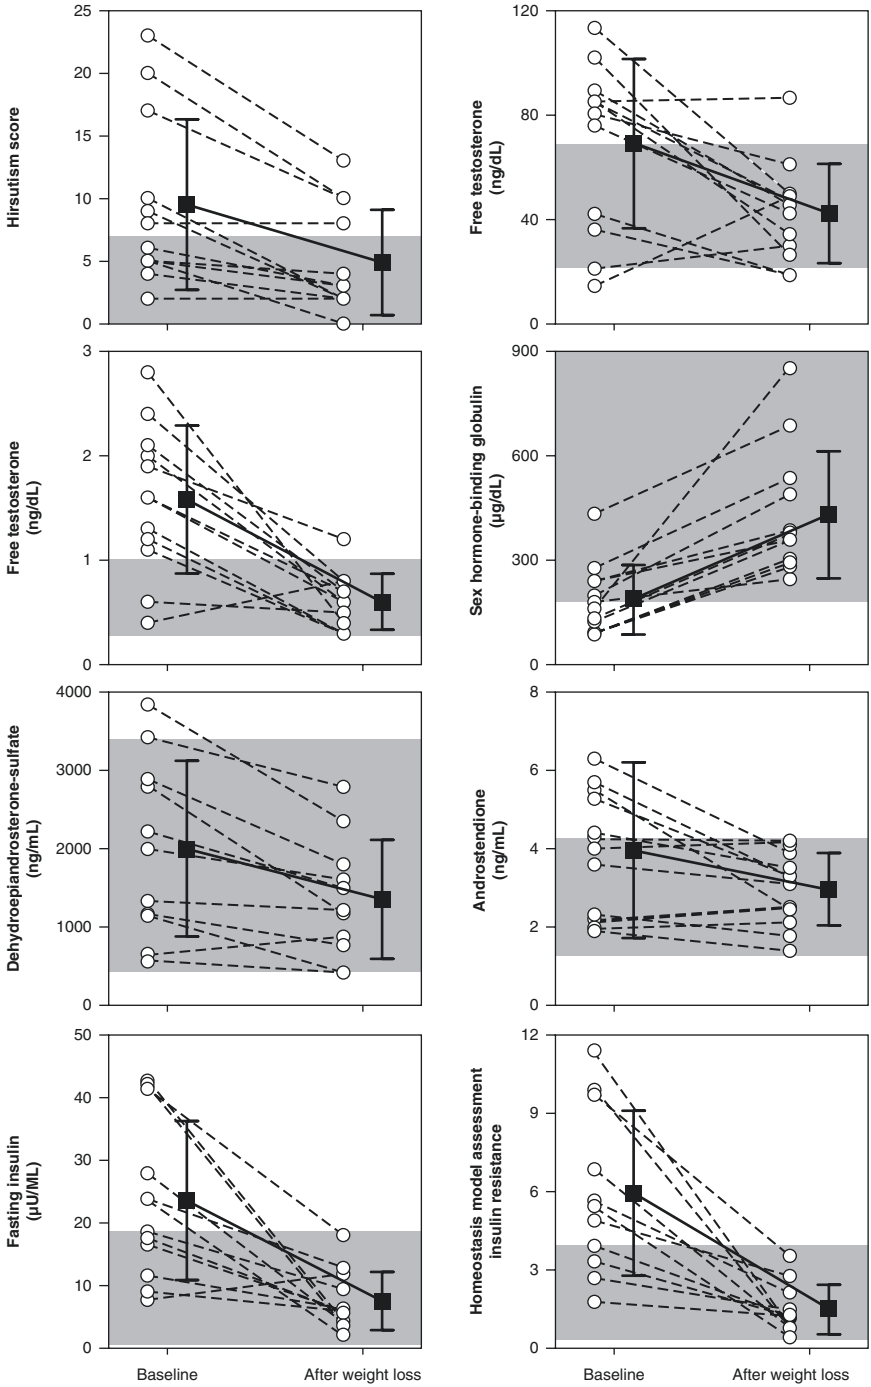 25
20
15
10
5
0
Hirsutism score
120
80
40
0
Free testosterone
(ng/dL)
3
2
1
0
Free testosterone
(ng/dL)
900
600
300
0
Sex hormone-binding globulin
(µg/dL)
4000
3000
2000
1000
0
Dehydroepiandrosterone-sulfate
(ng/mL)
8
6
4
2
0
Androstendione
(ng/mL)
50
40
30
20
10
0
Fasting insulin
(µU/ML)
Baseline
After weight loss
12
9
6
3
0
Homeostasis model assessment
insulin resistance
Baseline
After weight loss